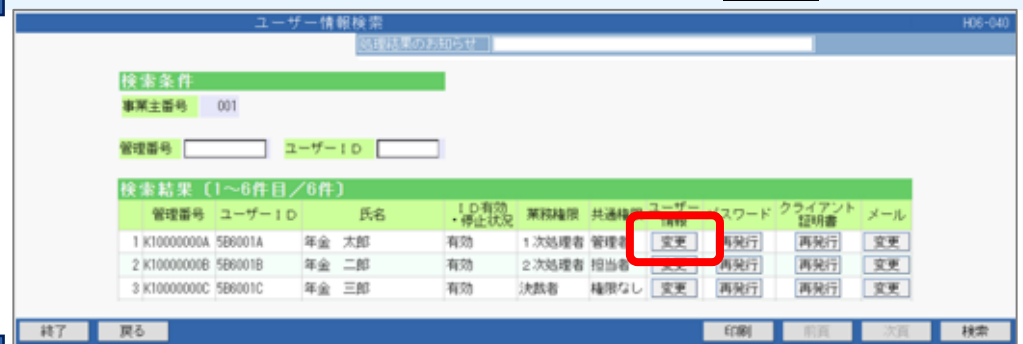 ユーザー情報検索 H06-040
処理結果のお知らせ
検索条件
事業主番号 001
管理番号 ユーザーID
検索結果 (1~6件目/6件)
管理番号 ユーザーID 氏名 ID有効・停止状況 業務権限 共通権限 ユーザー情報 パスワード クライアント証明書 メール
1 K10000000A 5B6001A 年金 太郎 有効 1次処理者 管理者 変更 再発行 再発行 変更
2 K10000000B 5B6001B 年金 二郎 有効 2次処理者 担当者 変更 再発行 再発行 変更
3 K10000000C 5B6001C 年金 三郎 有効 決裁者 権限なし 変更 再発行 再発行 変更
終了 戻る 印刷 前頁 次頁 検索